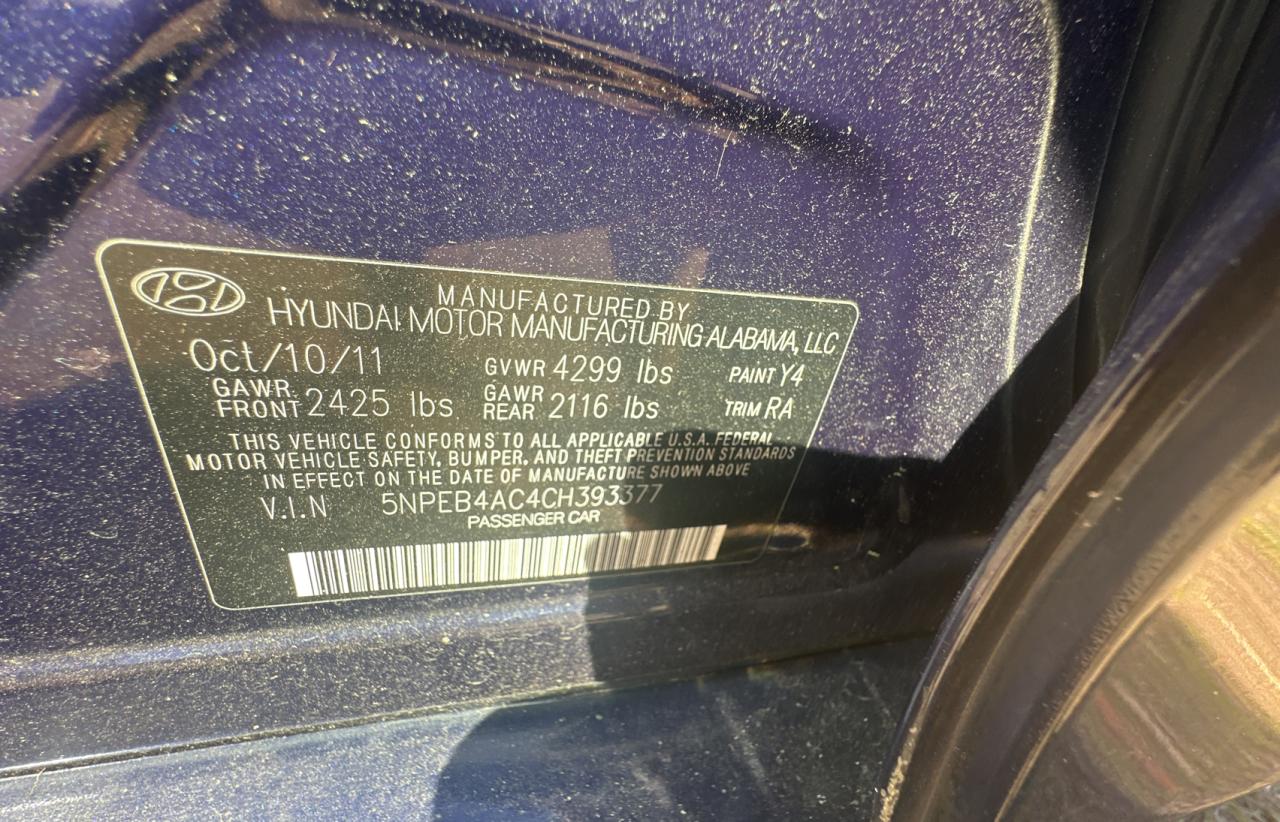 MANUFACTURED BY
HYUNDAI MOTOR MANUFACTURING ALABAMA, LLC
Oct/10/11 GVWR 4299 lbs PAINT Y4
GAWR FRONT 2425 lbs GAWR REAR 2116 lbs TRIM RA
THIS VEHICLE CONFORMS TO ALL APPLICABLE U.S.A. FEDERAL
MOTOR VEHICLE SAFETY, BUMPER, AND THEFT PREVENTION STANDARDS
IN EFFECT ON THE DATE OF MANUFACTURE SHOWN ABOVE
V.I.N 5NPEB4AC4CH393377
PASSENGER CAR